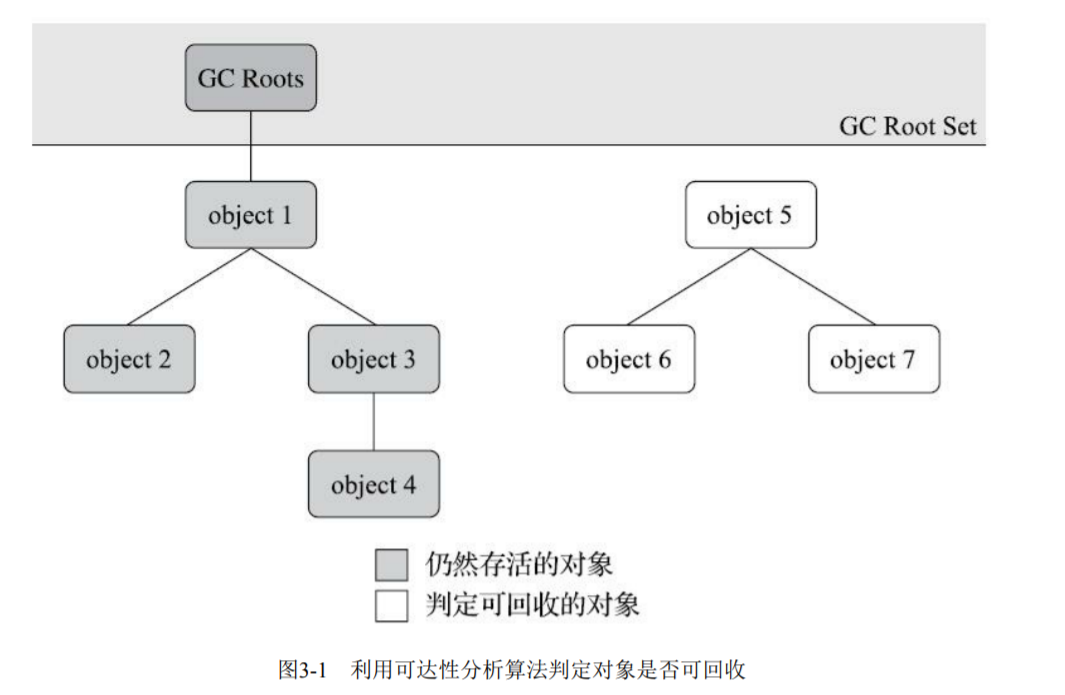 GC Roots
GC Root Set
object 1
object 5
object 2
object 3
object 6
object 7
object 4
仍然存活的对象
判定可回收的对象
图3-1 利用可达性分析算法判定对象是否可回收